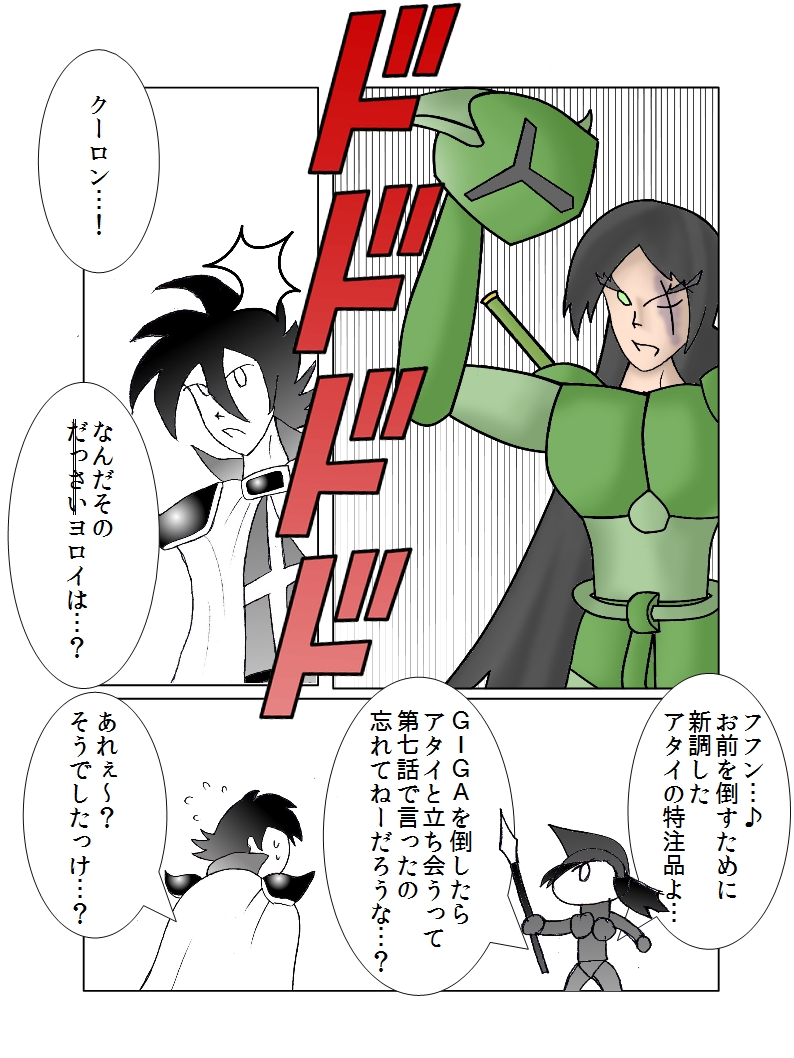 ドドドド
クーロン…！
なんだその
だっさいヨロイは…？
フフン…♪
お前を倒すために
新調した
アタイの特注品よ…
ＧＩＧＡを倒したら
アタイと立ち会うって
第七話で言ったの
忘れてねーだろうな…？
あれぇ～？
そうでしたっけ…？